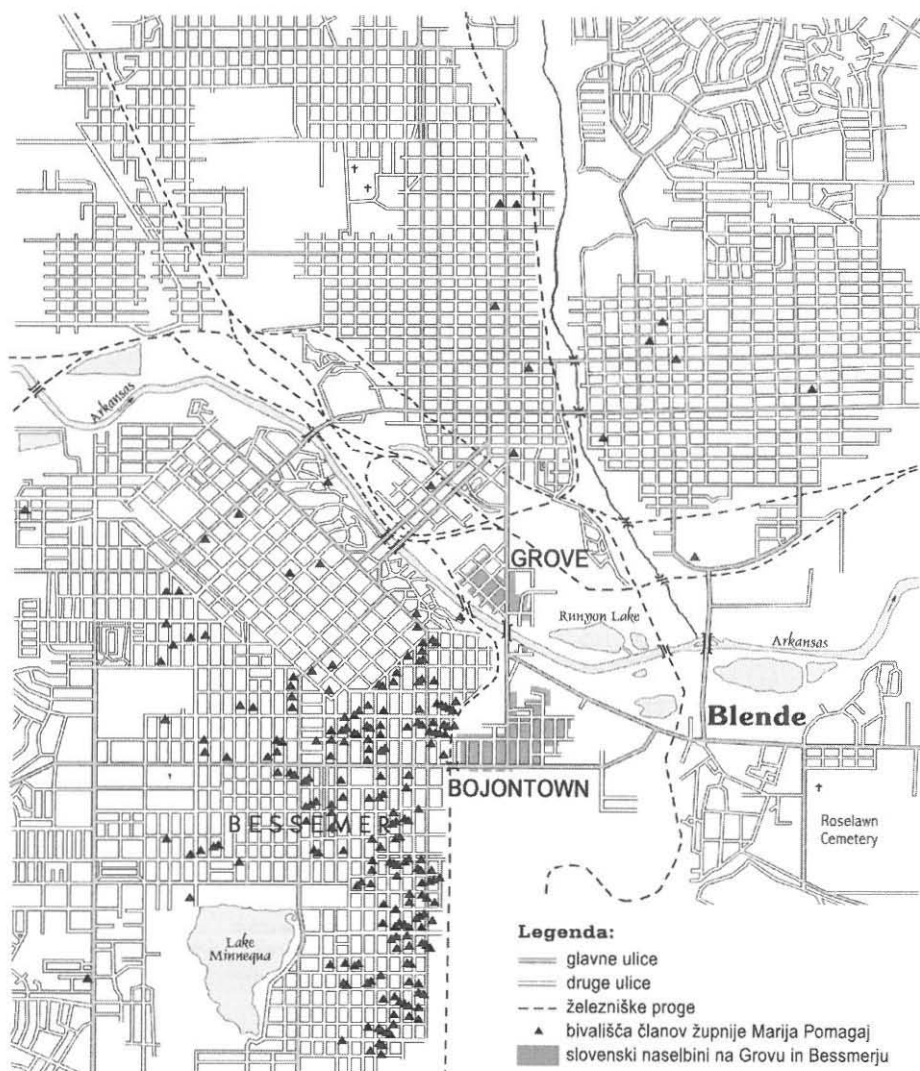 Arkansas
GROVE
Runyon Lake
Arkansas
Blende
BOJONTOWN
BESSEMER
Roselawn
Cemetery
Lake
Minnequa
Legenda:
glavne ulice
druge ulice
železniške proge
bivališča članov župnije Marija Pomagaj
slovenski naselbini na Grovu in Bessmerju